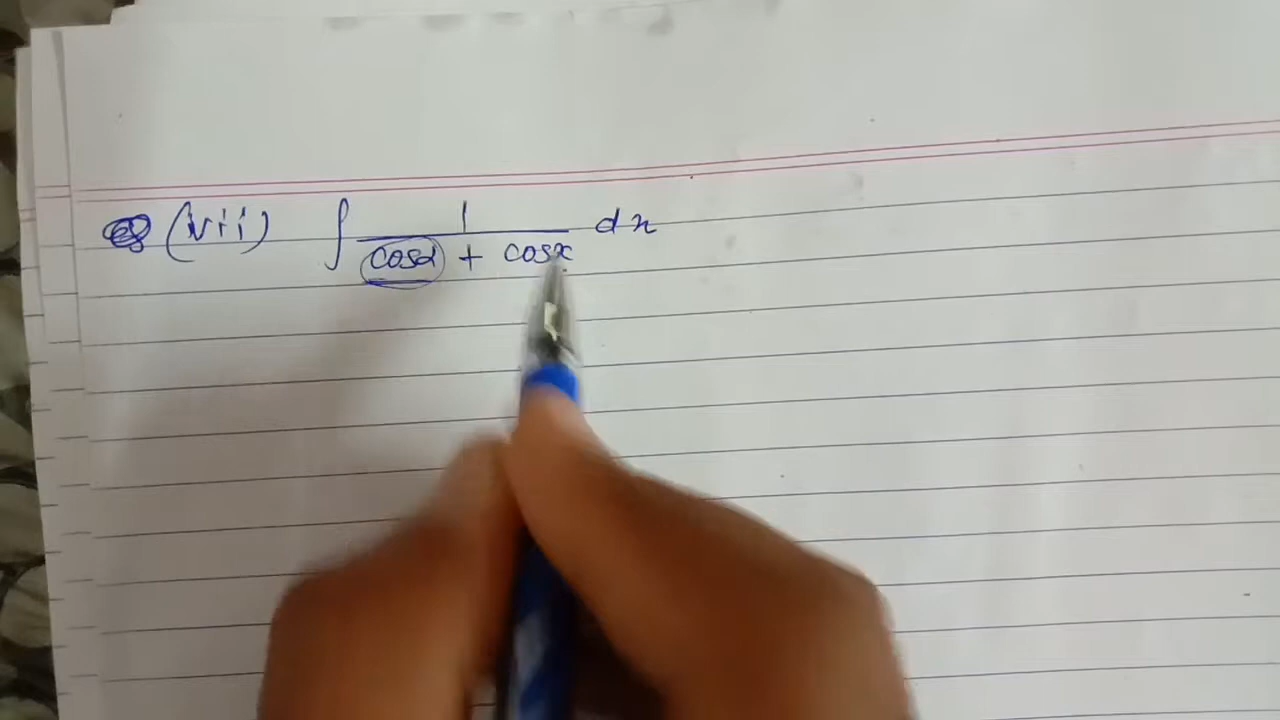 (vii) ∫ 1 / (cosα + cosx) dx